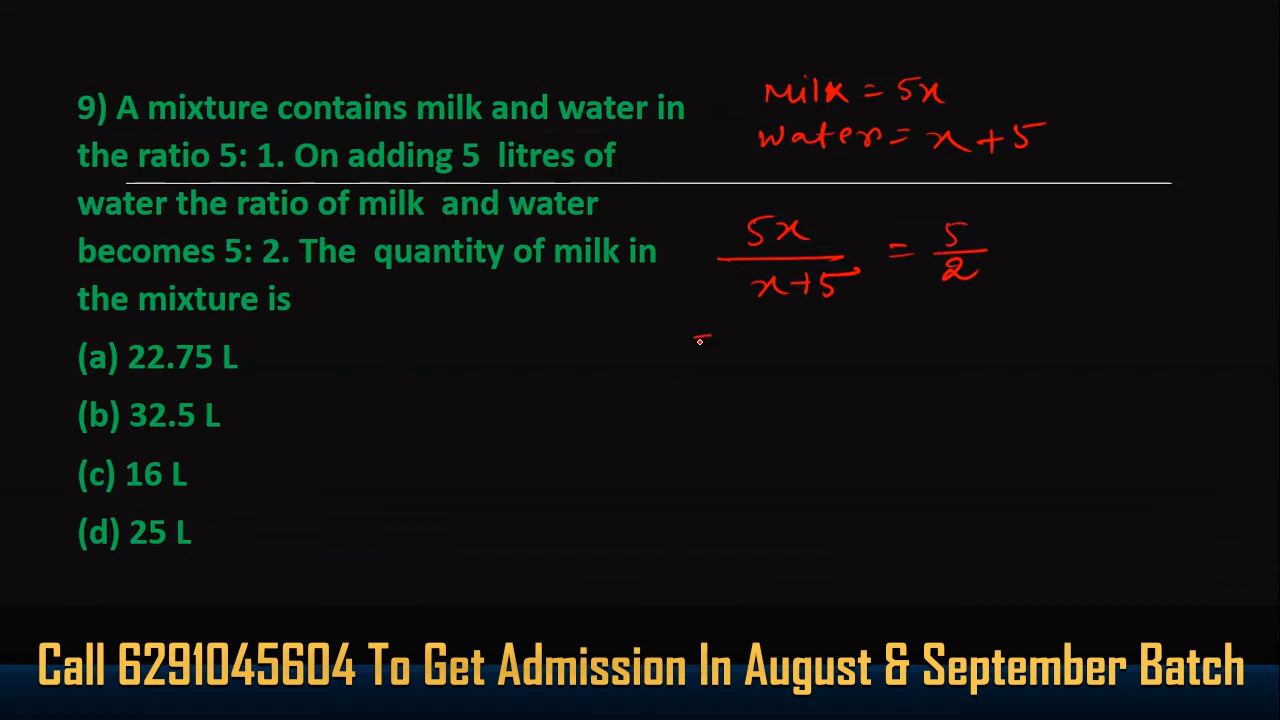 9) A mixture contains milk and water in
the ratio 5: 1. On adding 5 litres of
water the ratio of milk and water
becomes 5: 2. The quantity of milk in
the mixture is
(a) 22.75 L
(b) 32.5 L
(c) 16 L
(d) 25 L
milk = 5x
water = x + 5
5x / x+5 = 5 / 2
Call 6291045604 To Get Admission In August & September Batch